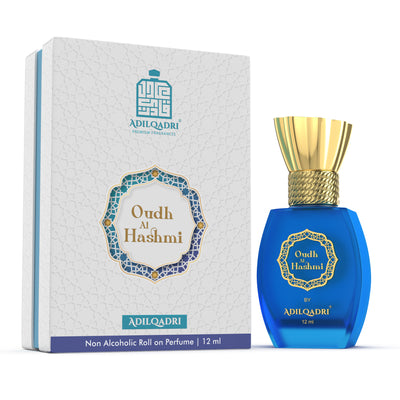 ADILQADRI
PREMIUM FRAGRANCES
Oudh
Al
Hashmi
ADILQADRI
Non Alcoholic Roll on Perfume | 12 ml
Oudh
Al
Hashmi
BY
ADILQADRI
12 ml